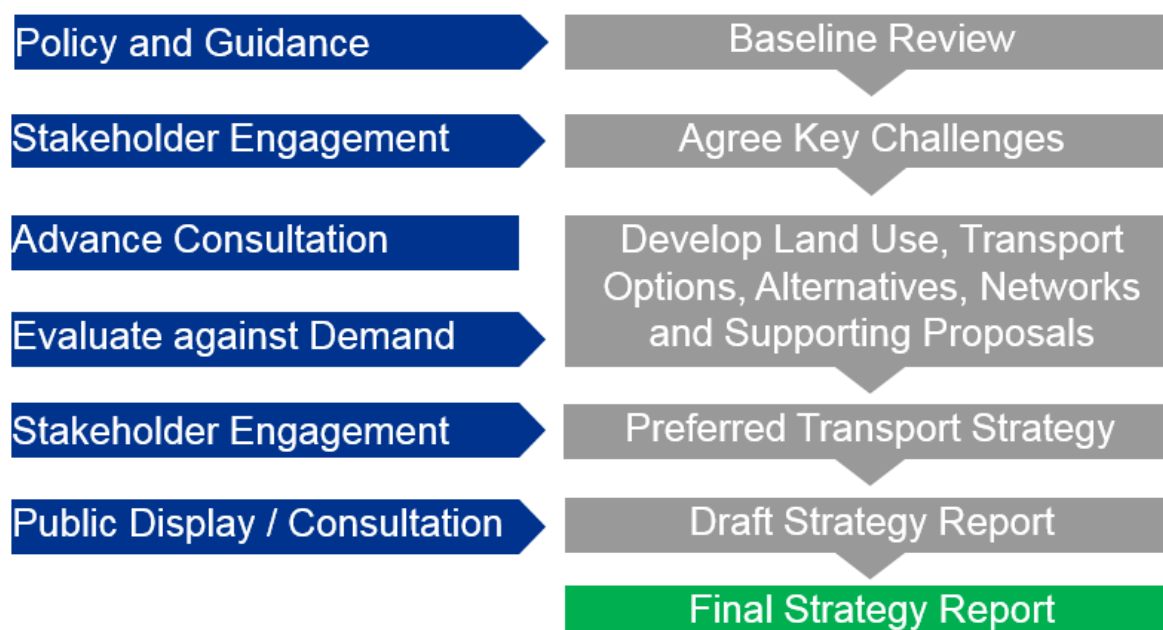 Policy and Guidance
Baseline Review
Stakeholder Engagement
Agree Key Challenges
Advance Consultation
Develop Land Use, Transport
Options, Alternatives, Networks
and Supporting Proposals
Evaluate against Demand
Stakeholder Engagement
Preferred Transport Strategy
Public Display / Consultation
Draft Strategy Report
Final Strategy Report